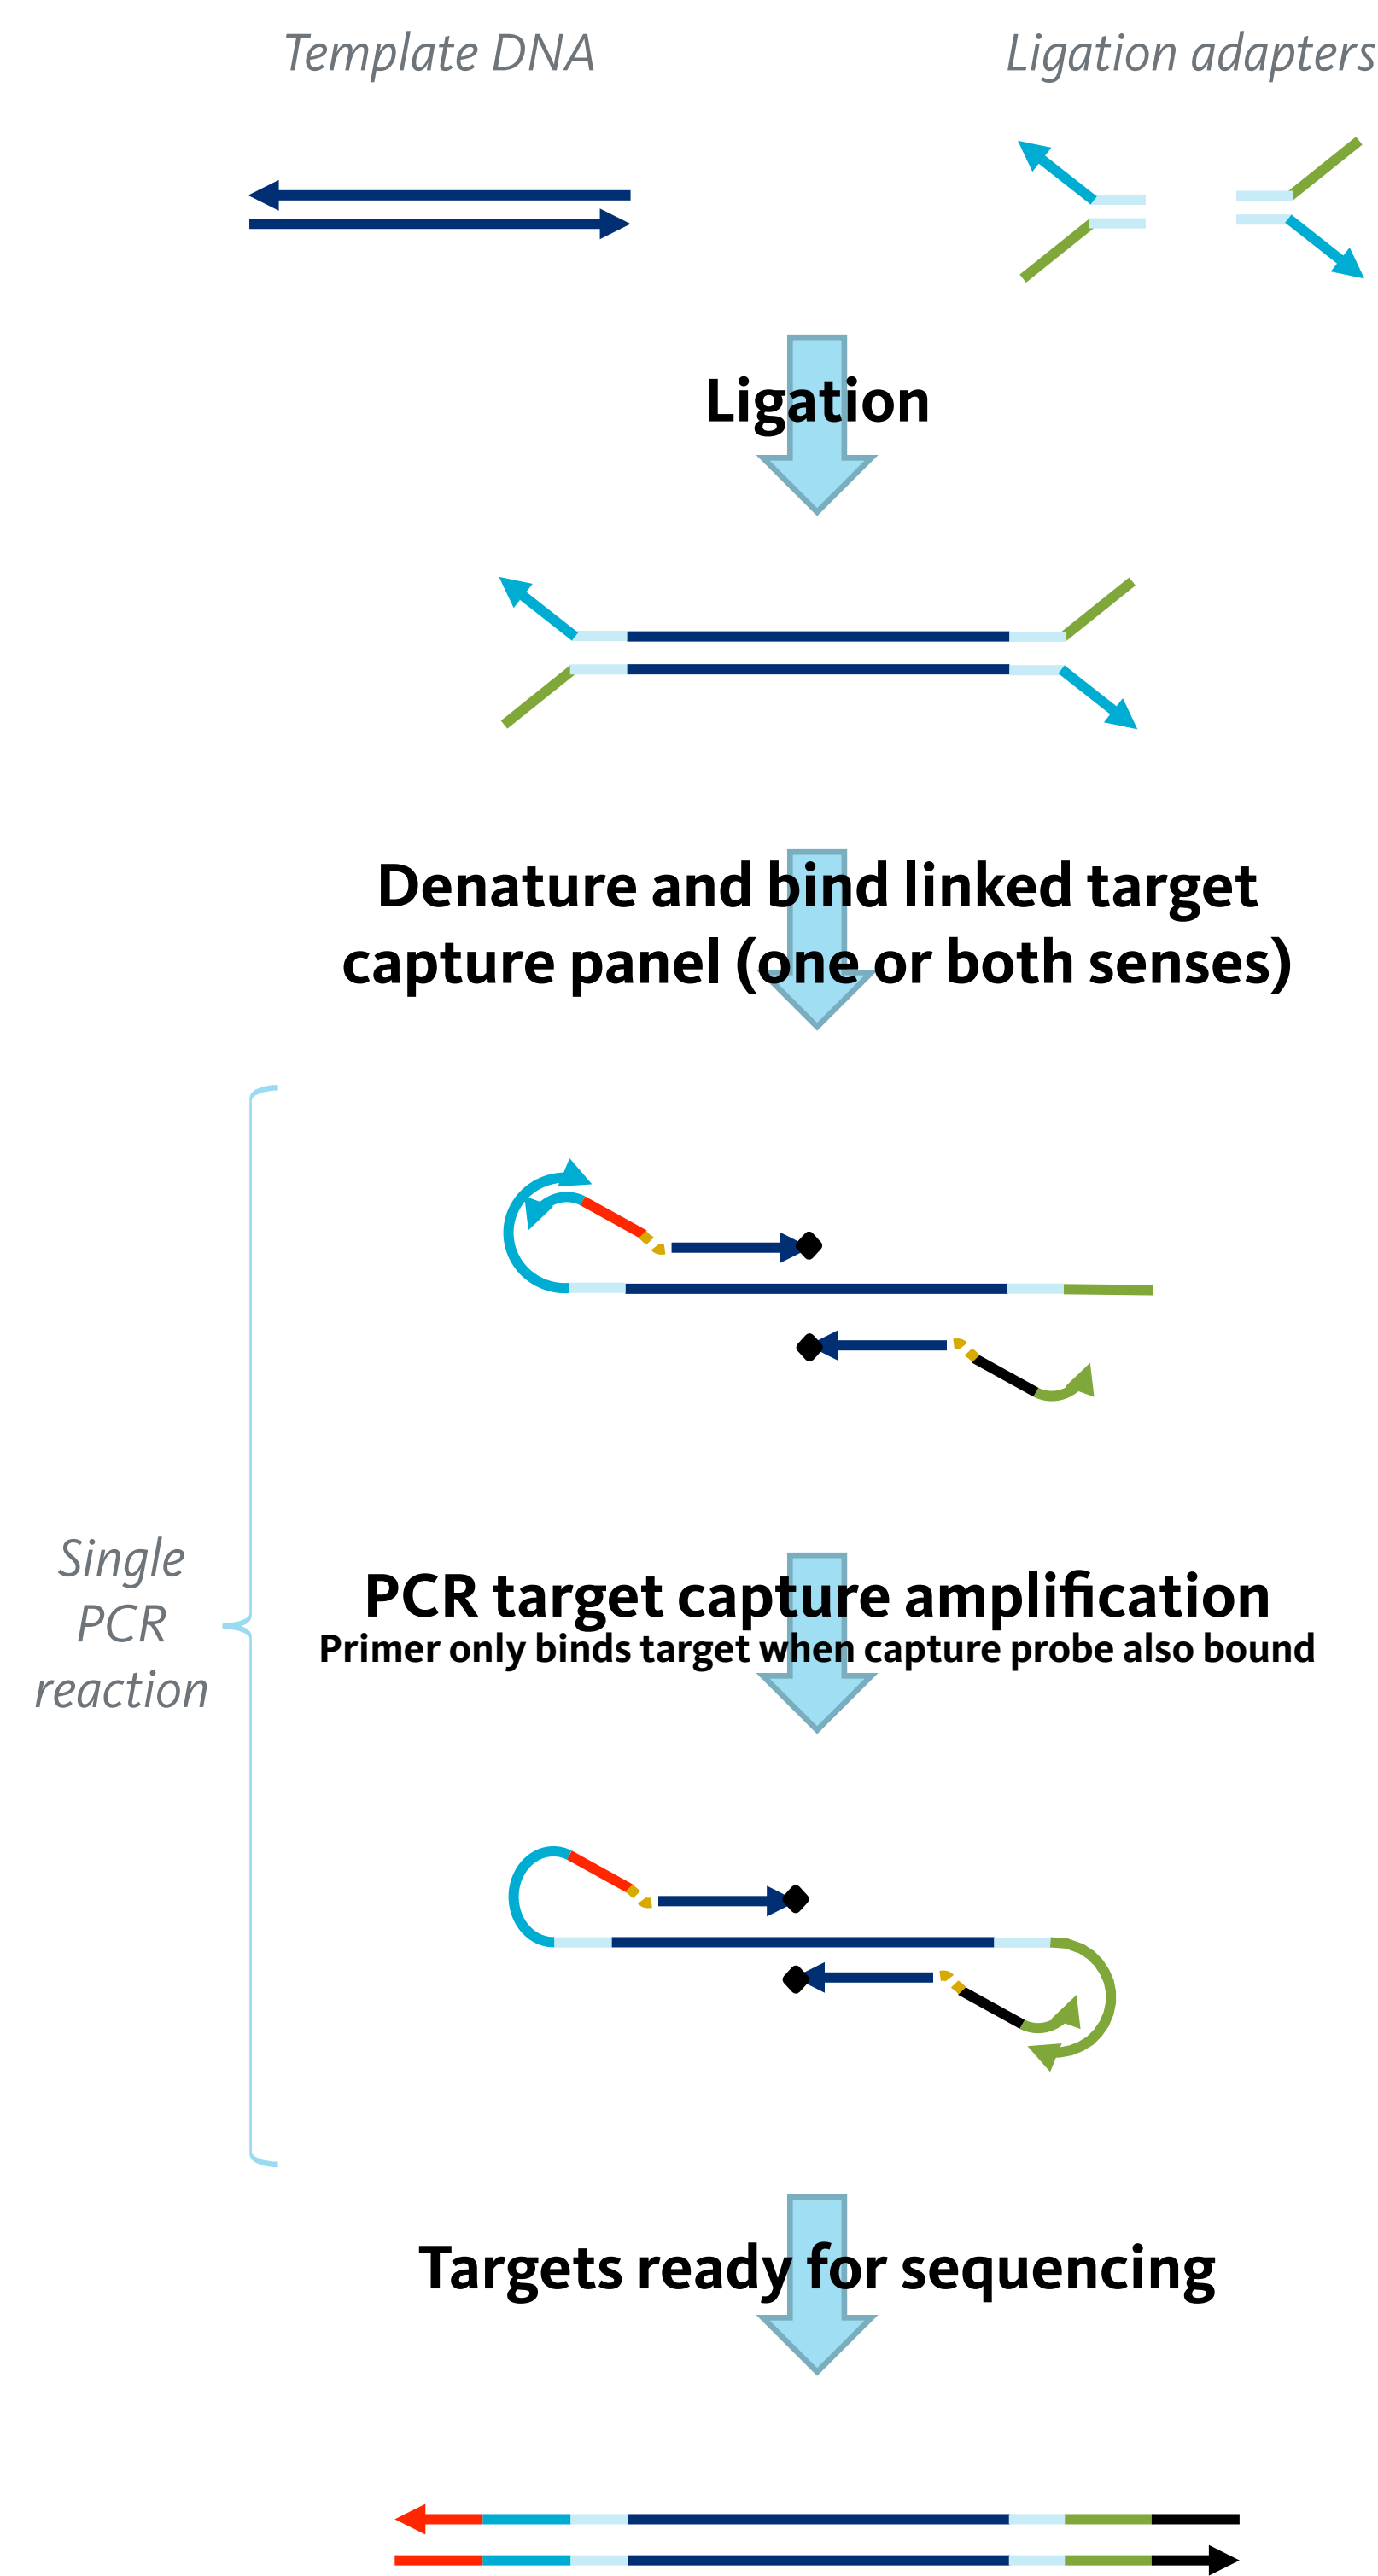 Template DNA
Ligation adapters
Ligation
Denature and bind linked target
capture panel (one or both senses)
Single
PCR
reaction
PCR target capture amplification
Primer only binds target when capture probe also bound
Targets ready for sequencing